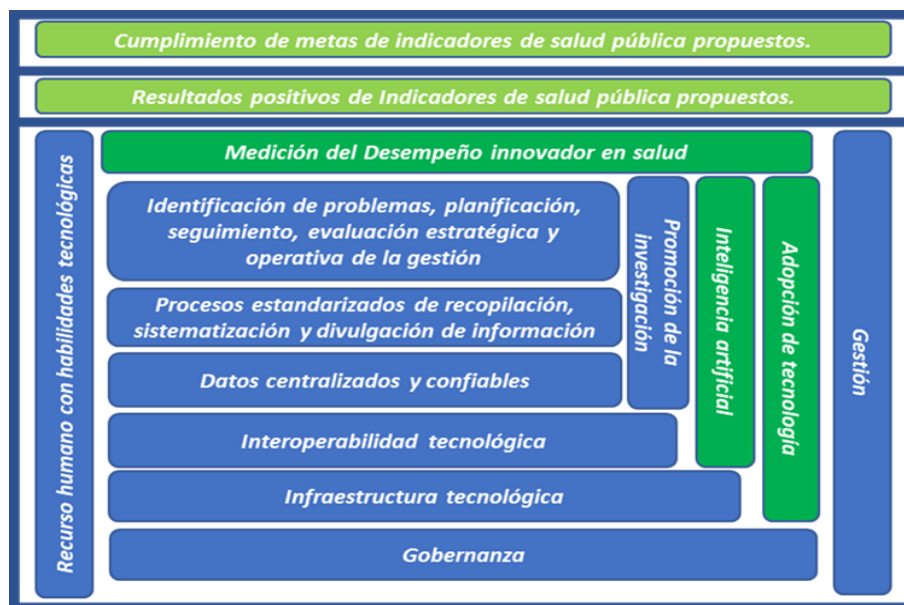 Cumplimiento de metas de indicadores de salud pública propuestos.
Resultados positivos de Indicadores de salud pública propuestos.
Recurso humano con habilidades tecnológicas
Medición del Desempeño innovador en salud
Identificación de problemas, planificación,
seguimiento, evaluación estratégica y
operativa de la gestión
Procesos estandarizados de recopilación,
sistematización y divulgación de información
Datos centralizados y confiables
Interoperabilidad tecnológica
Infraestructura tecnológica
Gobernanza
Promoción de la
investigación
Inteligencia artificial
Adopción de tecnología
Gestión